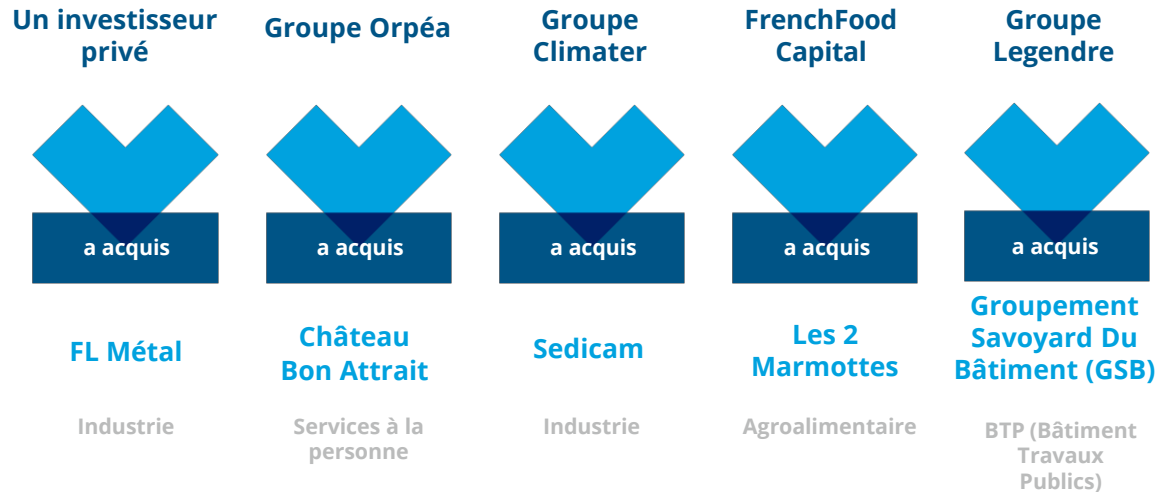 Un investisseur
privé
a acquis
FL Métal
Industrie
Groupe Orpéa
a acquis
Château
Bon Attrait
Services à la
personne
Groupe
Climater
a acquis
Sedicam
Industrie
FrenchFood
Capital
a acquis
Les 2
Marmottes
Agroalimentaire
Groupe
Legendre
a acquis
Groupement
Savoyard Du
Bâtiment (GSB)
BTP (Bâtiment
Travaux
Publics)